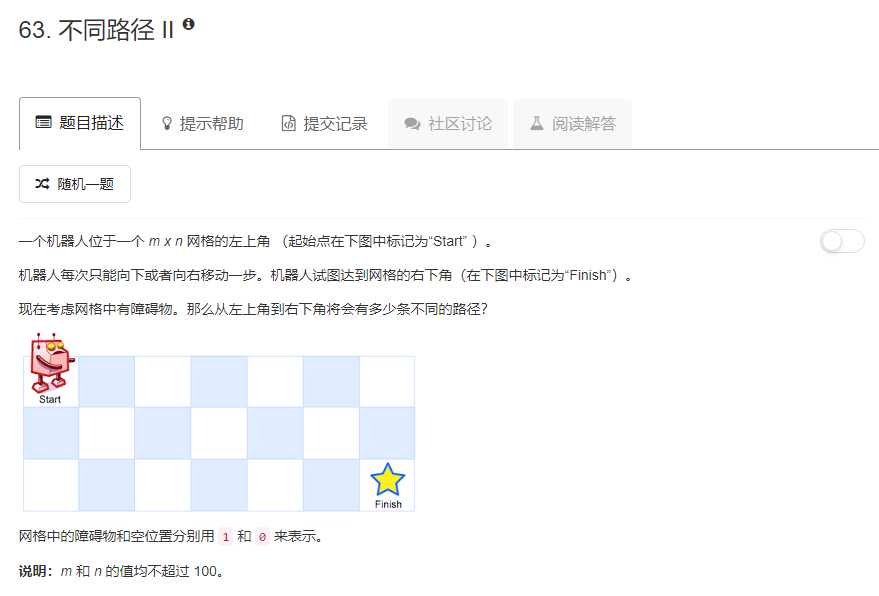 63. 不同路径 II
题目描述 提示帮助 提交记录 社区讨论 阅读解答
随机一题
一个机器人位于一个 m x n 网格的左上角 （起始点在下图中标记为“Start” ）。
机器人每次只能向下或者向右移动一步。机器人试图达到网格的右下角（在下图中标记为“Finish”）。
现在考虑网格中有障碍物。那么从左上角到右下角将会有多少条不同的路径？
Start
Finish
网格中的障碍物和空位置分别用 1 和 0 来表示。
说明：m 和 n 的值均不超过 100。